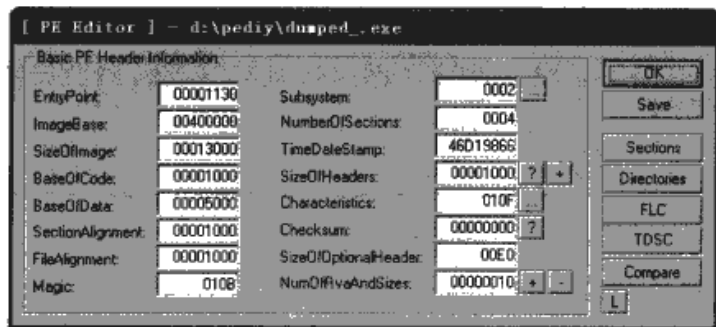 [ PE Editor ] - d:\pediy\dumped_.exe
Basic PE Header Information
EntryPoint: 00001130
ImageBase: 00400000
SizeOfImage: 00013000
BaseOfCode: 00001000
BaseOfData: 00005000
SectionAlignment: 00001000
FileAlignment: 00001000
Magic: 010B
Subsystem: 0002 ...
NumberOfSections: 0004
TimeDateStamp: 46D19866
SizeOfHeaders: 00001000 ? +
Characteristics: 010F ...
Checksum: 00000000 ?
SizeOfOptionalHeader: 00E0
NumOfRvaAndSizes: 00000010 + -
OK
Save
Sections
Directories
FLC
TDSC
Compare
L